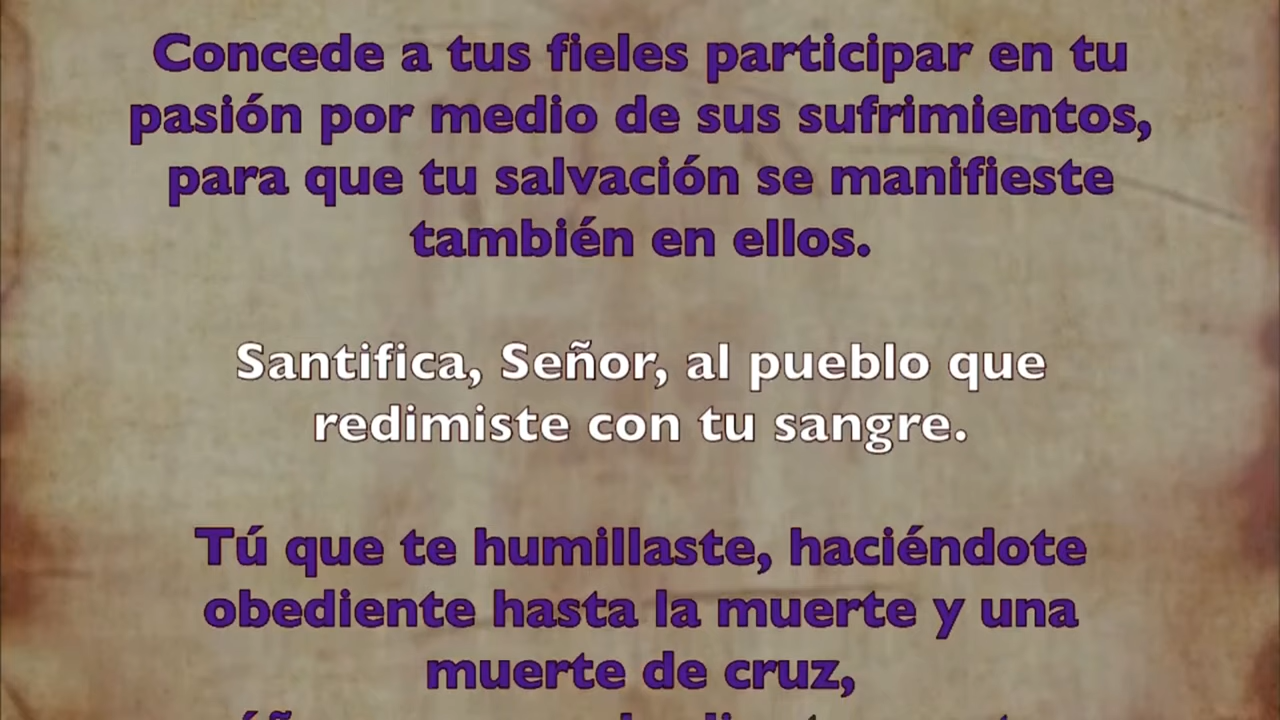 Concede a tus fieles participar en tu
pasión por medio de sus sufrimientos,
para que tu salvación se manifieste
también en ellos.
Santifica, Señor, al pueblo que
redimiste con tu sangre.
Tú que te humillaste, haciéndote
obediente hasta la muerte y una
muerte de cruz,